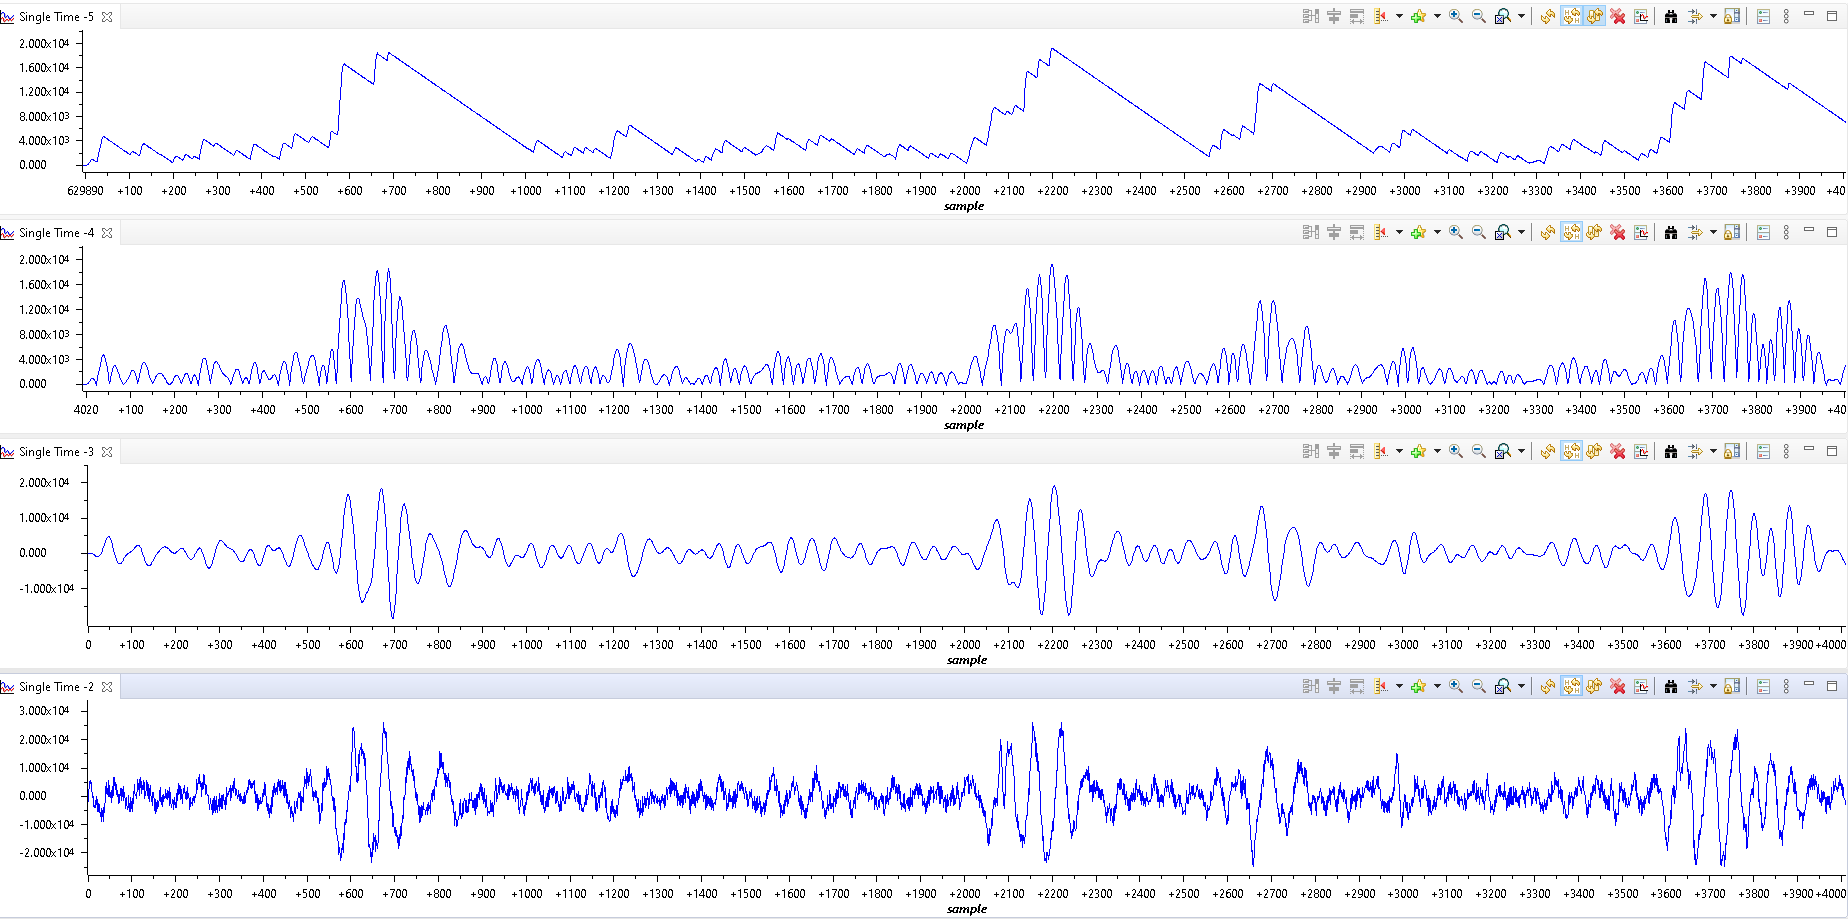 Single Time -5
2.000x10⁴
1.600x10⁴
1.200x10⁴
8.000x10³
4.000x10³
0.000
629890 +100 +200 +300 +400 +500 +600 +700 +800 +900 +1000 +1100 +1200 +1300 +1400 +1500 +1600 +1700 +1800 +1900 +2000 +2100 +2200 +2300 +2400 +2500 +2600 +2700 +2800 +2900 +3000 +3100 +3200 +3300 +3400 +3500 +3600 +3700 +3800 +3900 +40
sample
Single Time -4
2.000x10⁴
1.600x10⁴
1.200x10⁴
8.000x10³
4.000x10³
0.000
4020 +100 +200 +300 +400 +500 +600 +700 +800 +900 +1000 +1100 +1200 +1300 +1400 +1500 +1600 +1700 +1800 +1900 +2000 +2100 +2200 +2300 +2400 +2500 +2600 +2700 +2800 +2900 +3000 +3100 +3200 +3300 +3400 +3500 +3600 +3700 +3800 +3900 +40
sample
Single Time -3
2.000x10⁴
1.000x10⁴
0.000
-1.000x10⁴
0 +100 +200 +300 +400 +500 +600 +700 +800 +900 +1000 +1100 +1200 +1300 +1400 +1500 +1600 +1700 +1800 +1900 +2000 +2100 +2200 +2300 +2400 +2500 +2600 +2700 +2800 +2900 +3000 +3100 +3200 +3300 +3400 +3500 +3600 +3700 +3800 +3900 +4000
sample
Single Time -2
3.000x10⁴
2.000x10⁴
1.000x10⁴
0.000
-1.000x10⁴
-2.000x10⁴
0 +100 +200 +300 +400 +500 +600 +700 +800 +900 +1000 +1100 +1200 +1300 +1400 +1500 +1600 +1700 +1800 +1900 +2000 +2100 +2200 +2300 +2400 +2500 +2600 +2700 +2800 +2900 +3000 +3100 +3200 +3300 +3400 +3500 +3600 +3700 +3800 +3900 +4000
sample